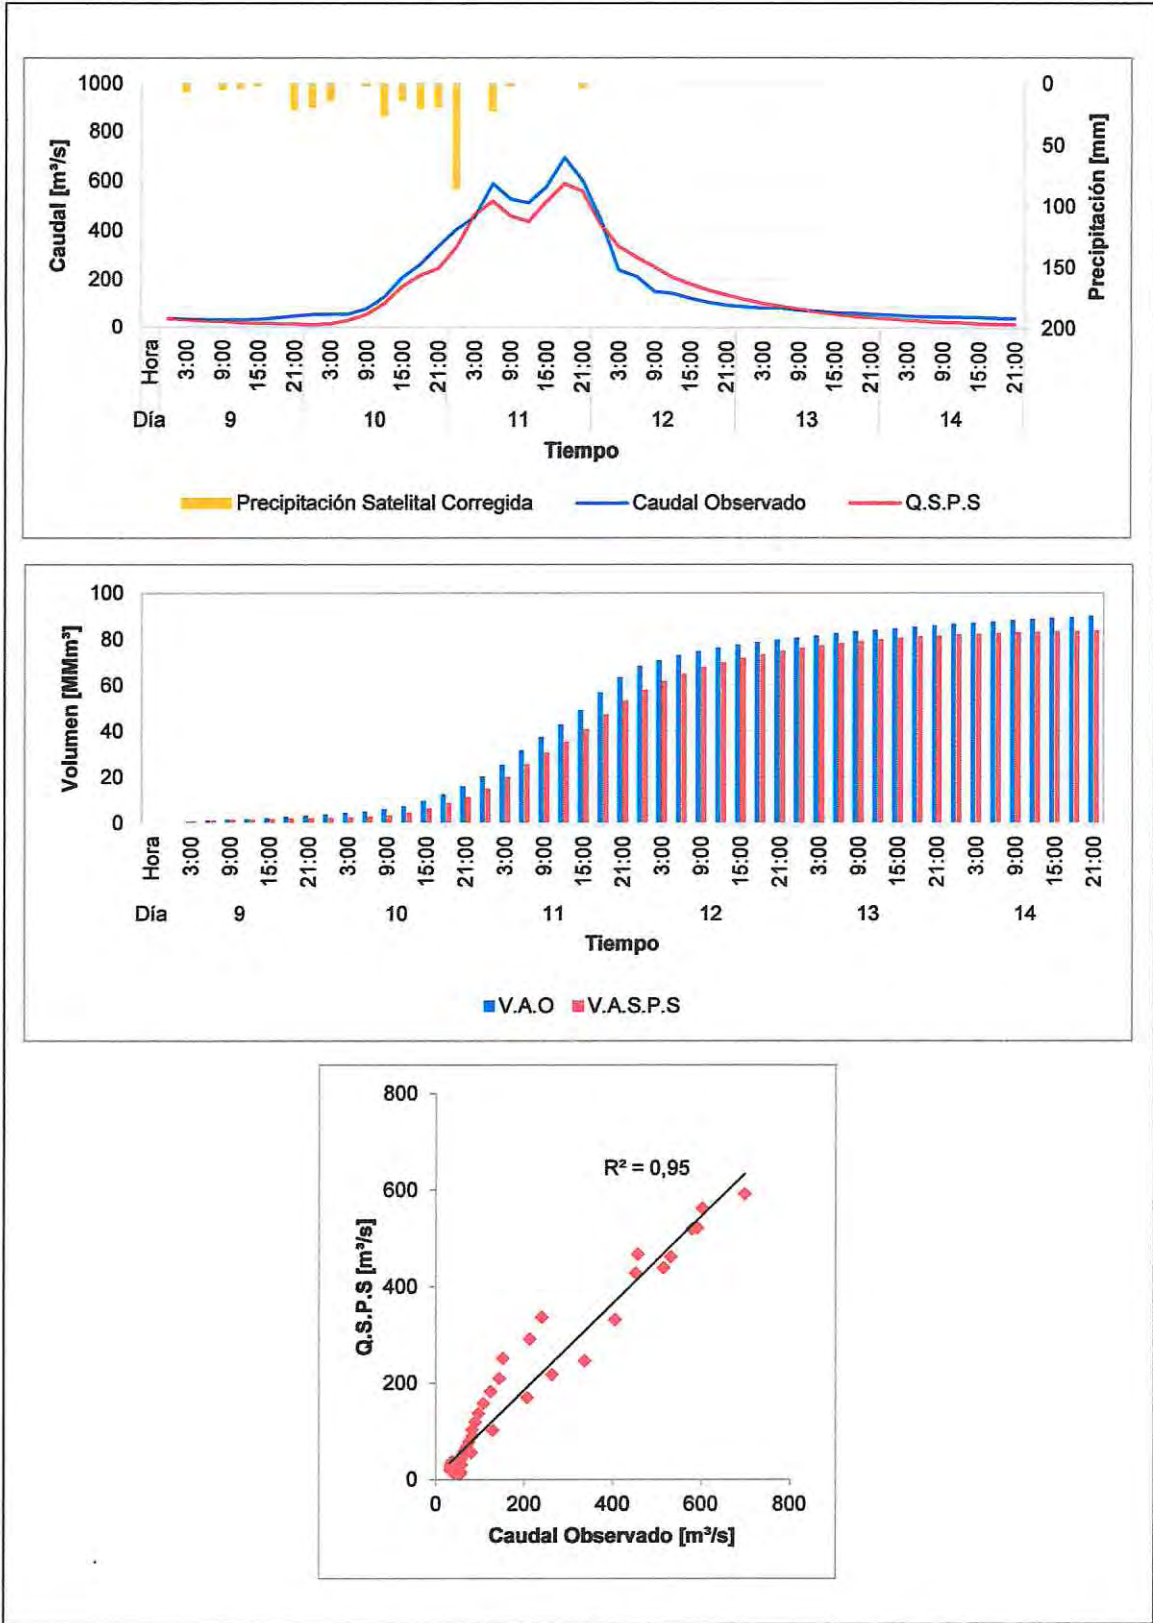 1000
800
600
400
200
0
Caudal [m³/s]
0
50
100
150
200
Precipitación [mm]
Hora 3:00 9:00 15:00 21:00 3:00 9:00 15:00 21:00 3:00 9:00 15:00 21:00 3:00 9:00 15:00 21:00 3:00 9:00 15:00 21:00 3:00 9:00 15:00 21:00
Día 9 10 11 12 13 14
Tiempo
Precipitación Satelital Corregida Caudal Observado Q.S.P.S
100
80
60
40
20
0
Volumen [MMm³]
Hora 3:00 9:00 15:00 21:00 3:00 9:00 15:00 21:00 3:00 9:00 15:00 21:00 3:00 9:00 15:00 21:00 3:00 9:00 15:00 21:00 3:00 9:00 15:00 21:00
Día 9 10 11 12 13 14
Tiempo
V.A.O V.A.S.P.S
800
600
400
200
0
Q.S.P.S [m³/s]
R² = 0,95
0 200 400 600 800
Caudal Observado [m³/s]